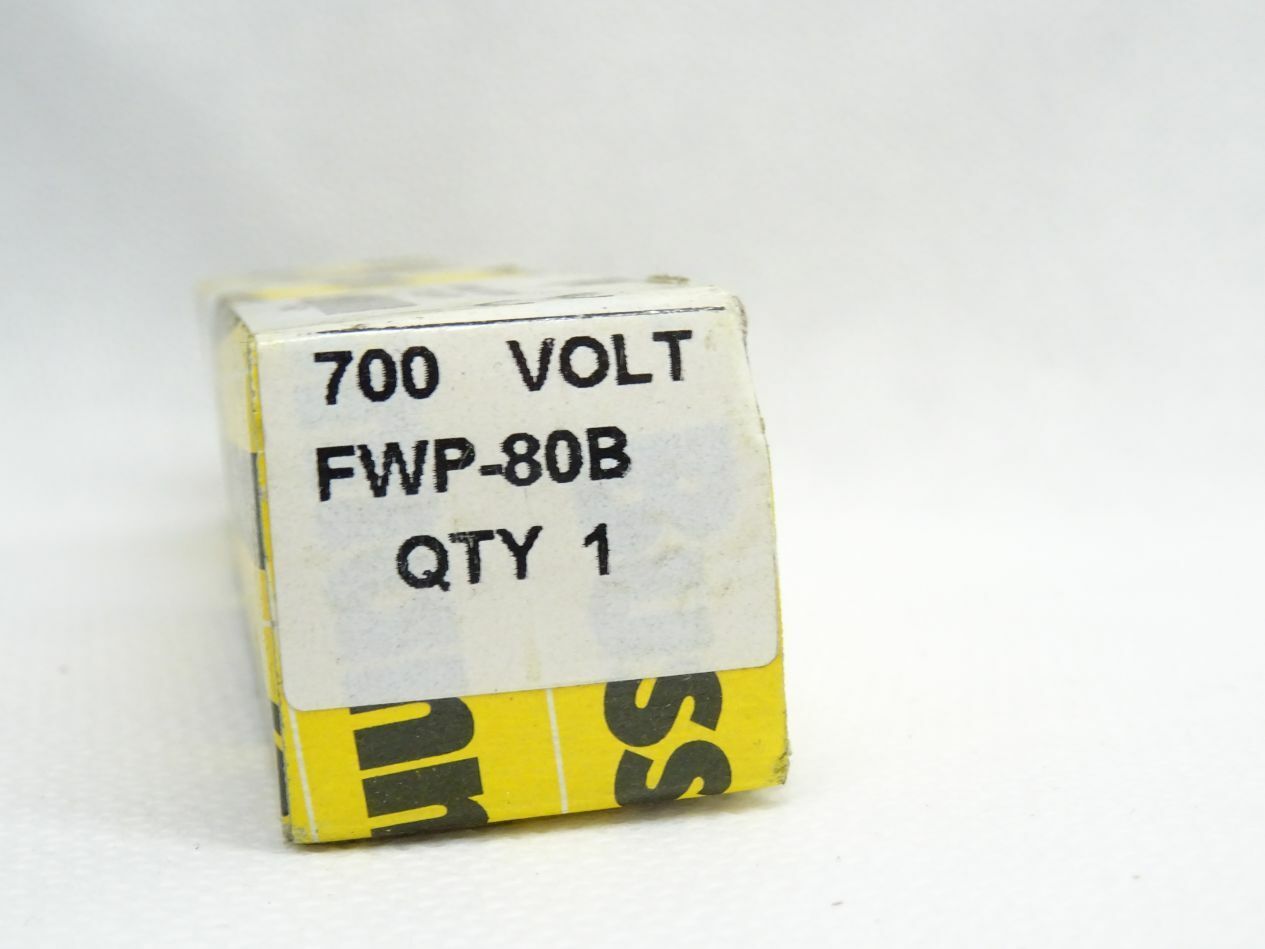 700 VOLT
FWP-80B
QTY 1